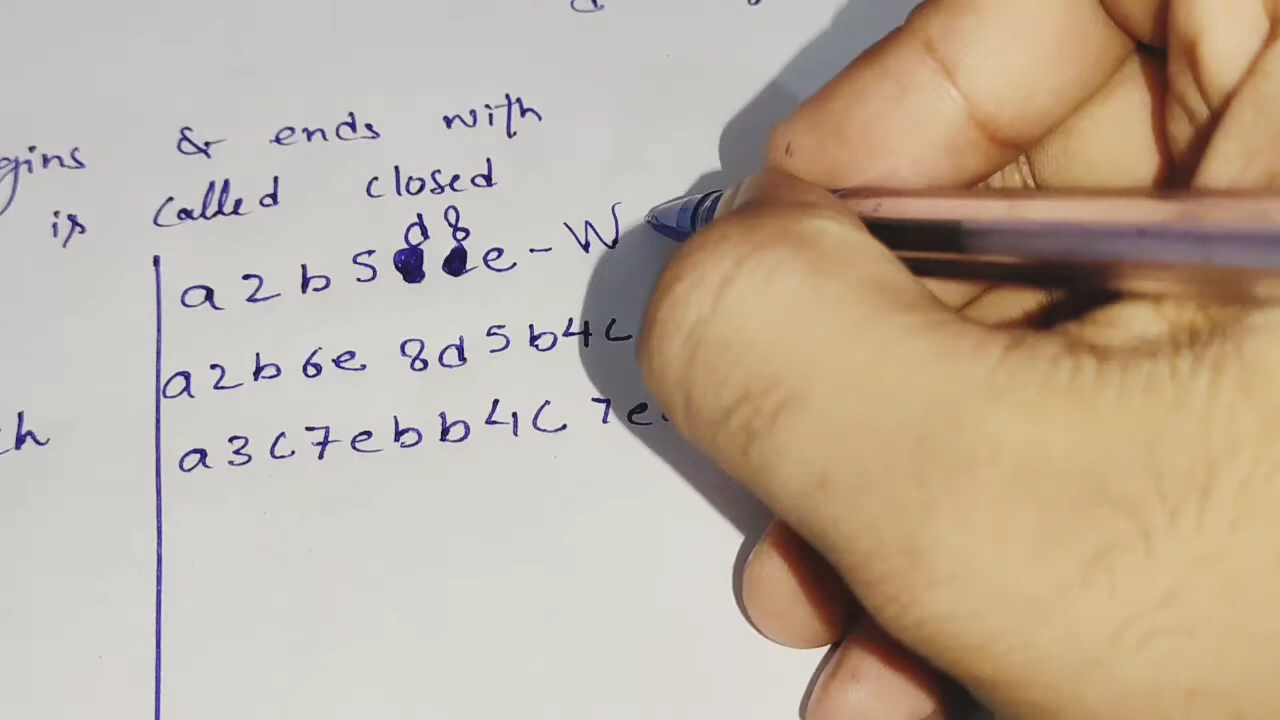 & ends with
is called closed
d 8
a 2 b 5 e - W
a 2 b 6 e 8 d 5 b 4 c
a 3 c 7 e b b 4 c 7 e